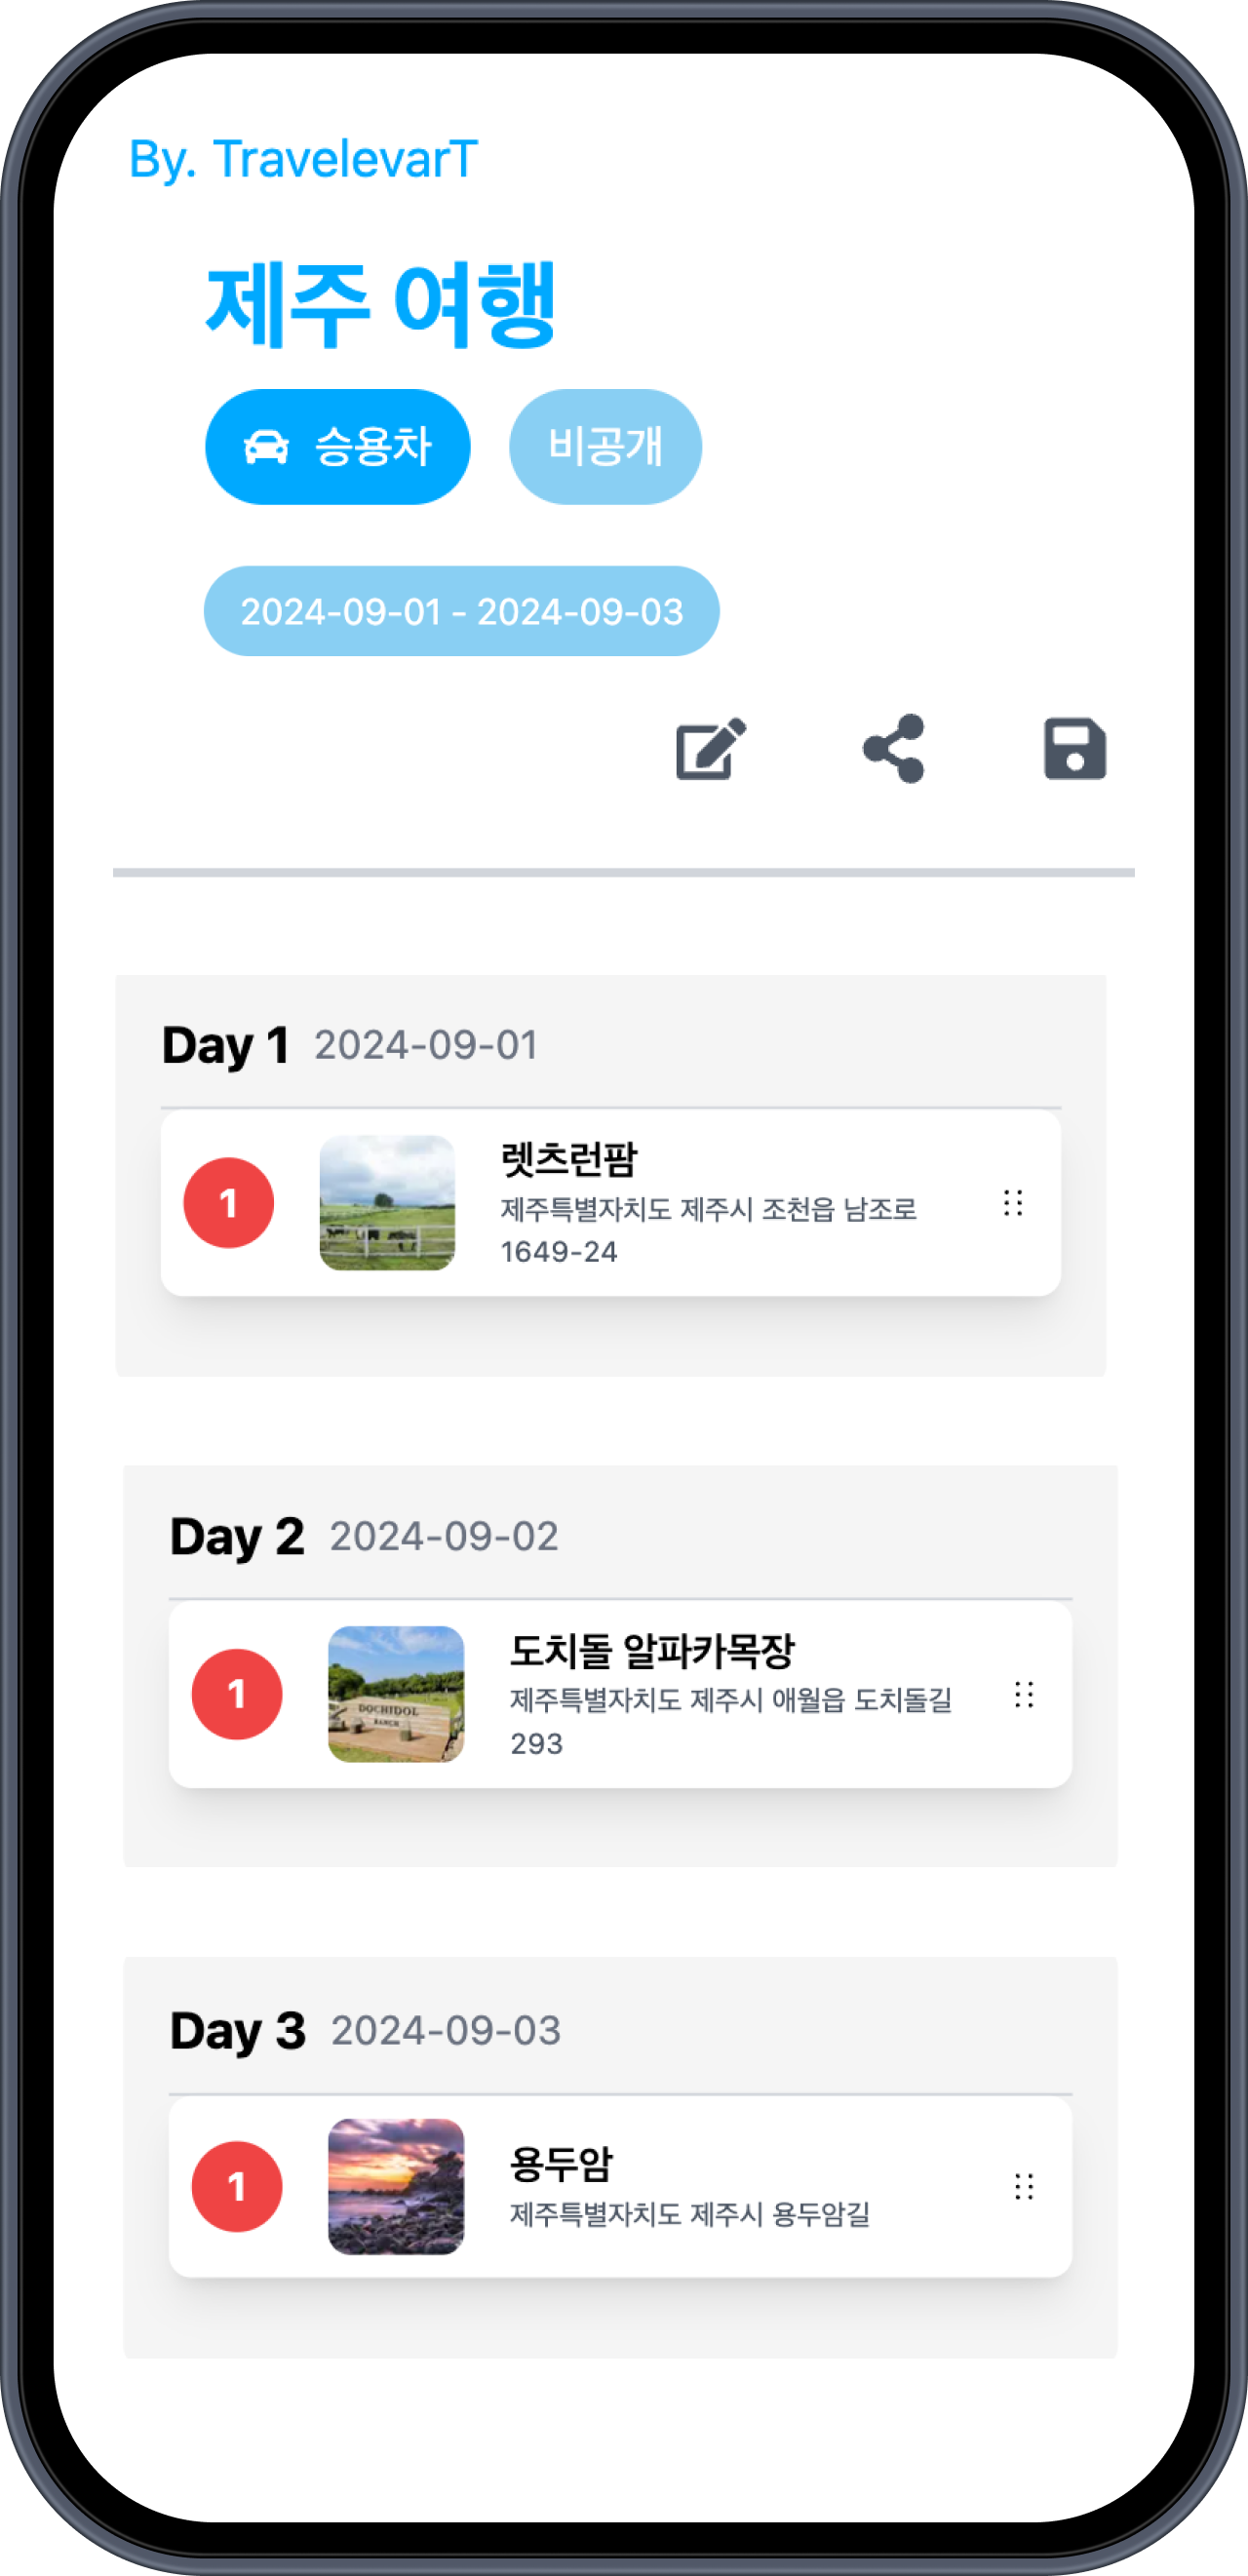 By. TravelevarT
제주 여행
승용차
비공개
2024-09-01 - 2024-09-03
Day 1 2024-09-01
1
렛츠런팜
제주특별자치도 제주시 조천읍 남조로
1649-24
Day 2 2024-09-02
1
DOCHIDOL
RANCH
도치돌 알파카목장
제주특별자치도 제주시 애월읍 도치돌길
293
Day 3 2024-09-03
1
용두암
제주특별자치도 제주시 용두암길